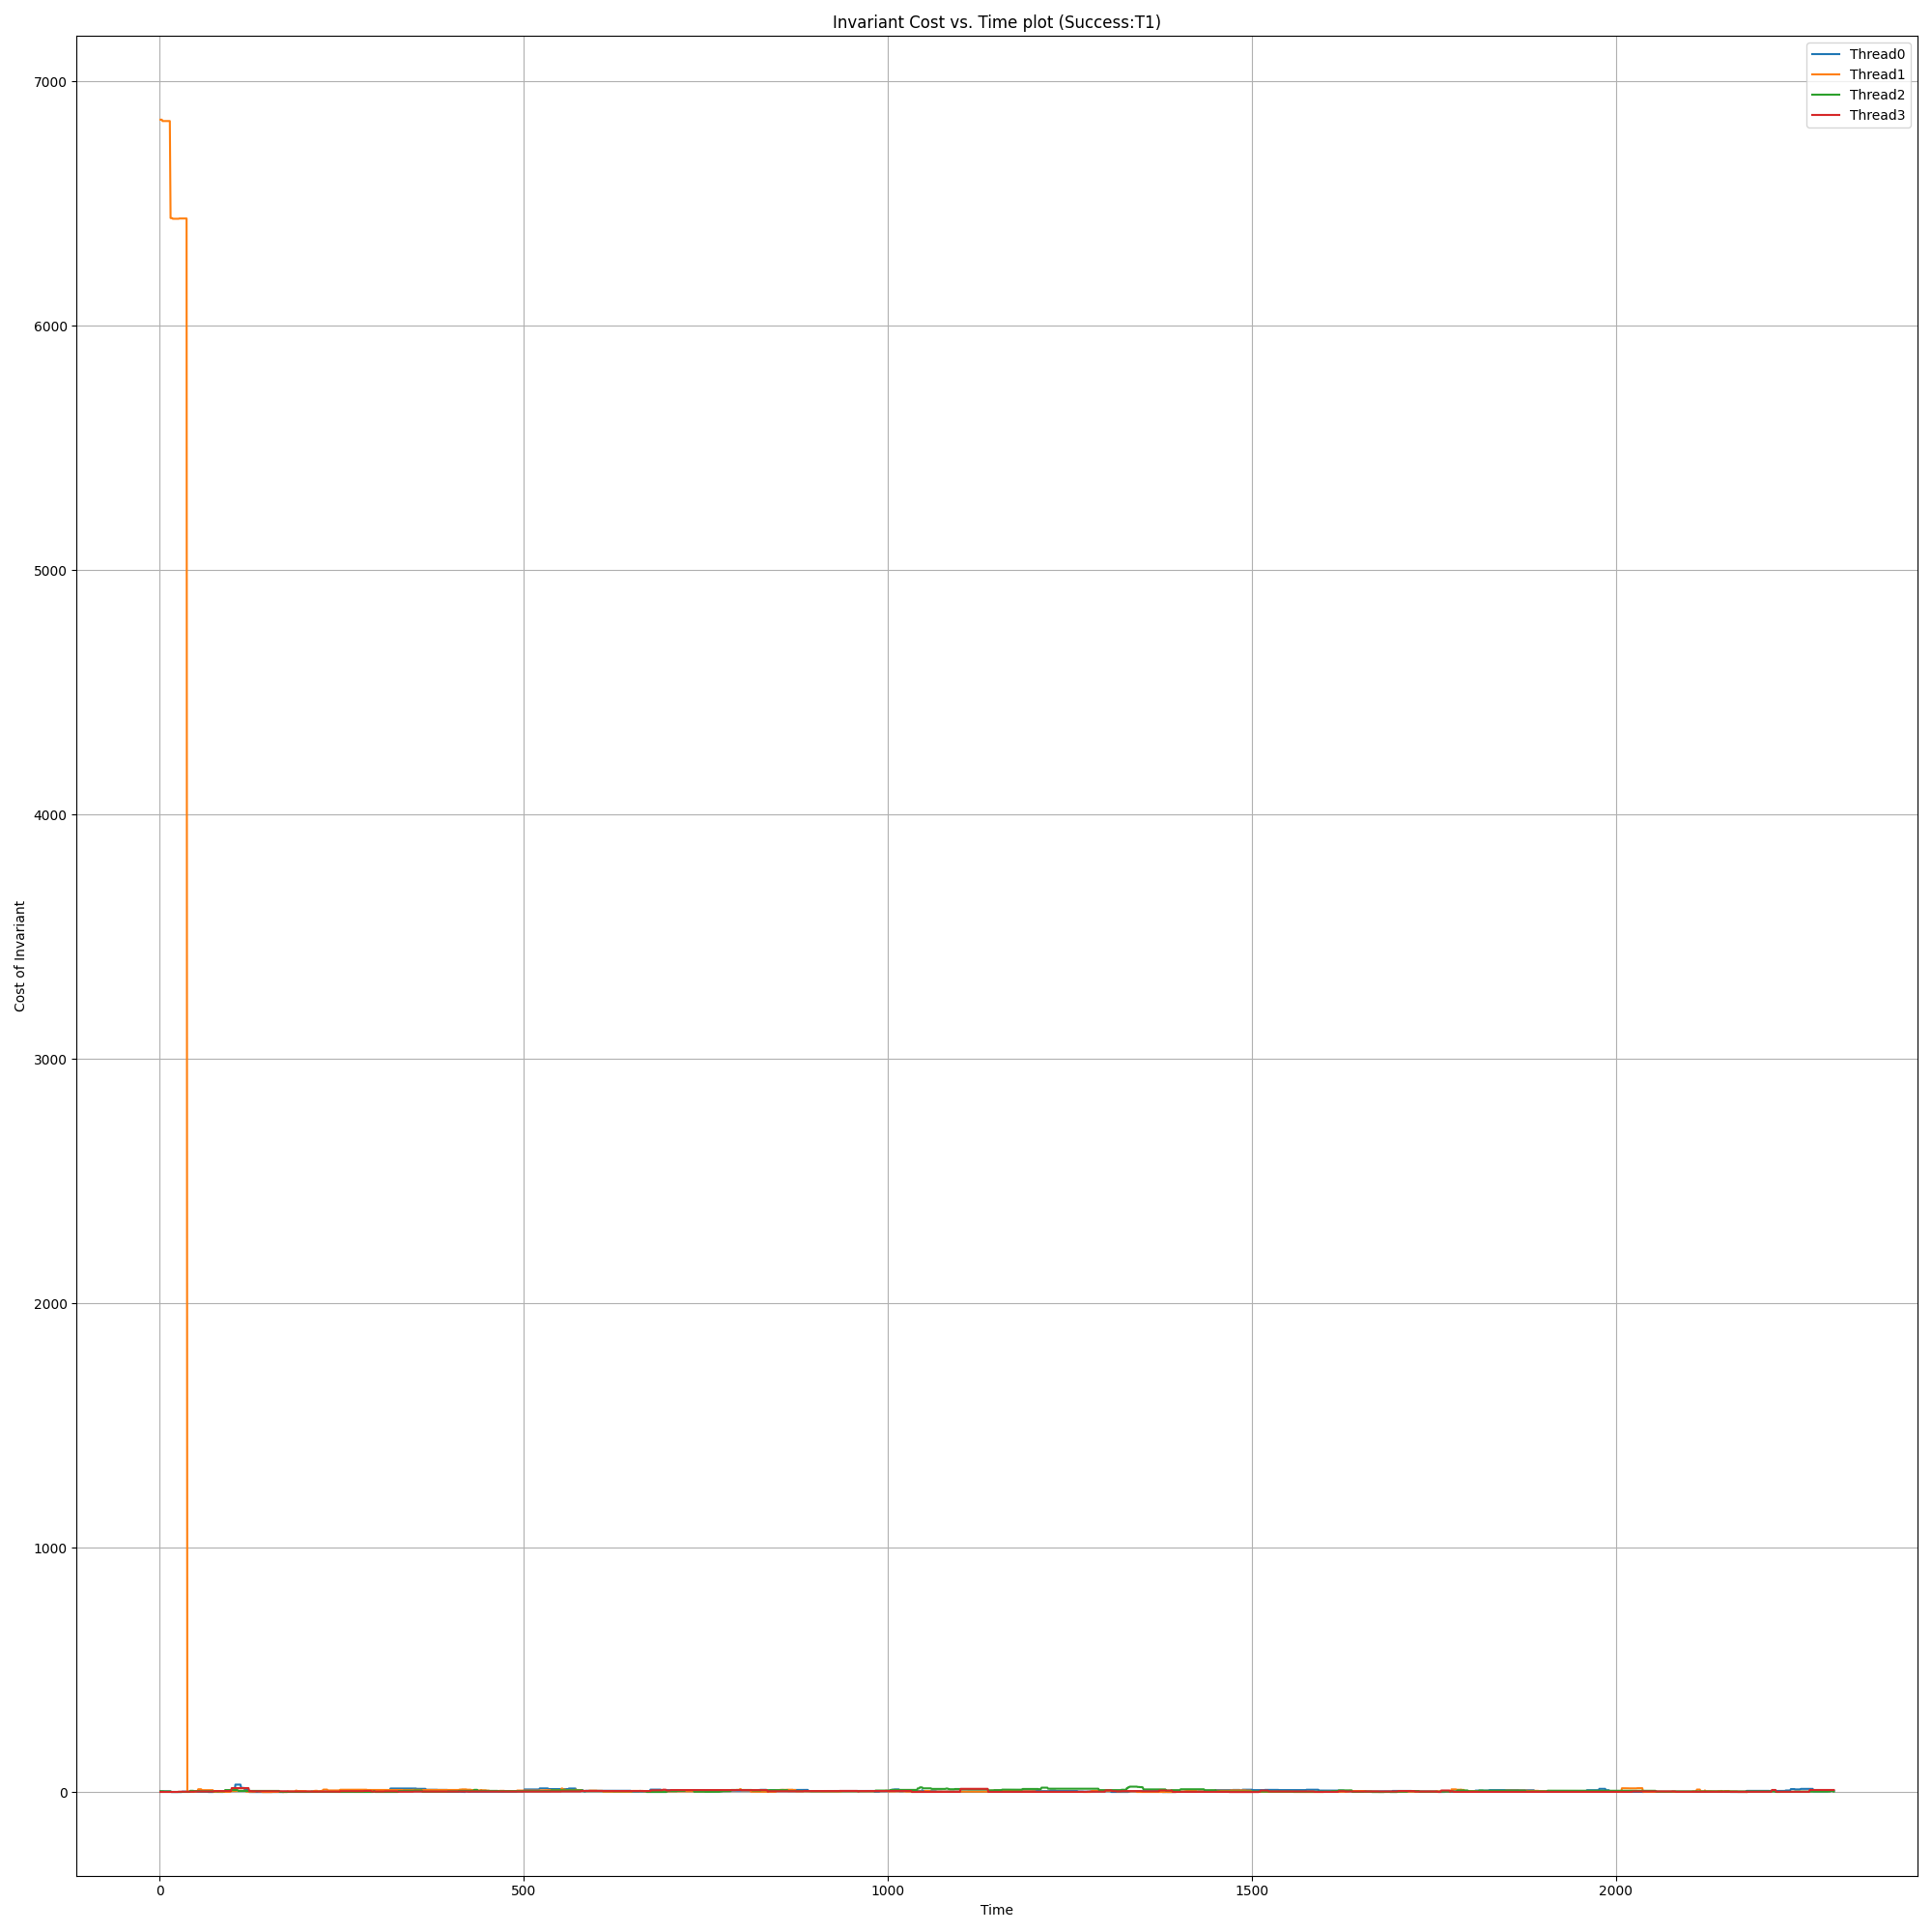 Invariant Cost vs. Time plot (Success:T1)
Thread0
Thread1
Thread2
Thread3
7000
6000
5000
4000
3000
2000
1000
0
Cost of Invariant
0 500 1000 1500 2000
Time